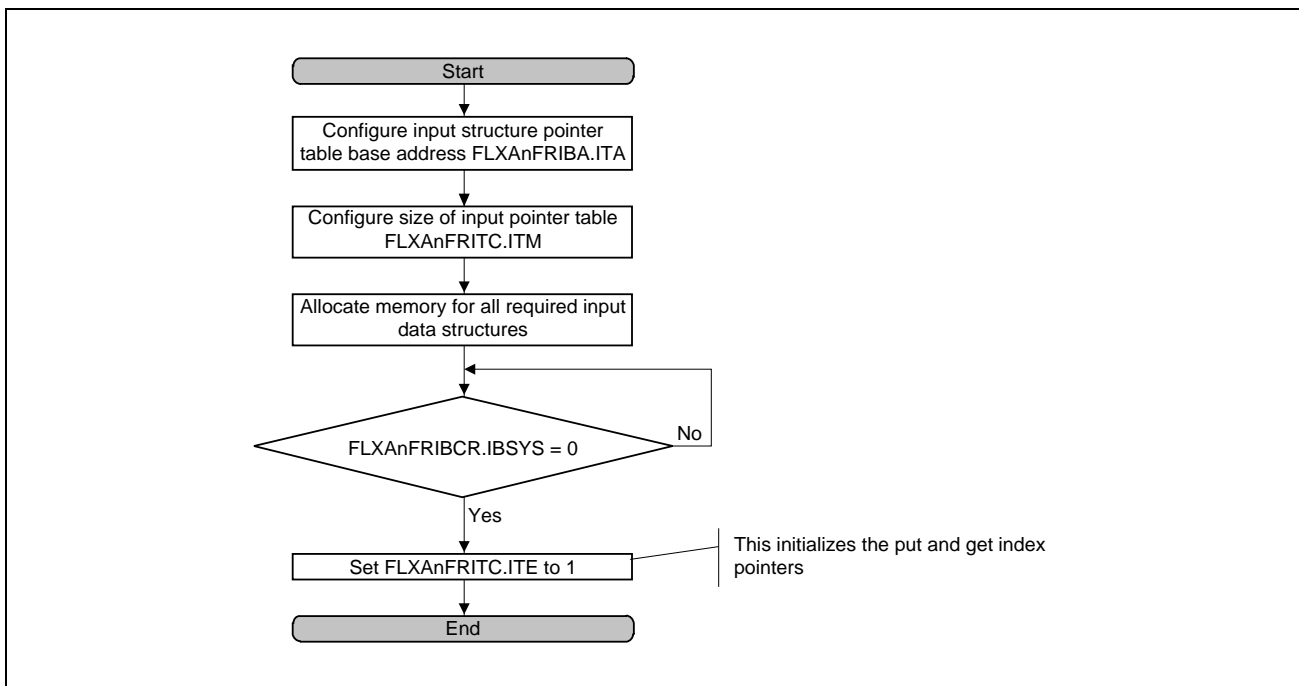 Start
Configure input structure pointer
table base address FLXAnFRIBA.ITA
Configure size of input pointer table
FLXAnFRITC.ITM
Allocate memory for all required input
data structures
FLXAnFRIBCR.IBSYS = 0
No
Yes
Set FLXAnFRITC.ITE to 1
This initializes the put and get index
pointers
End